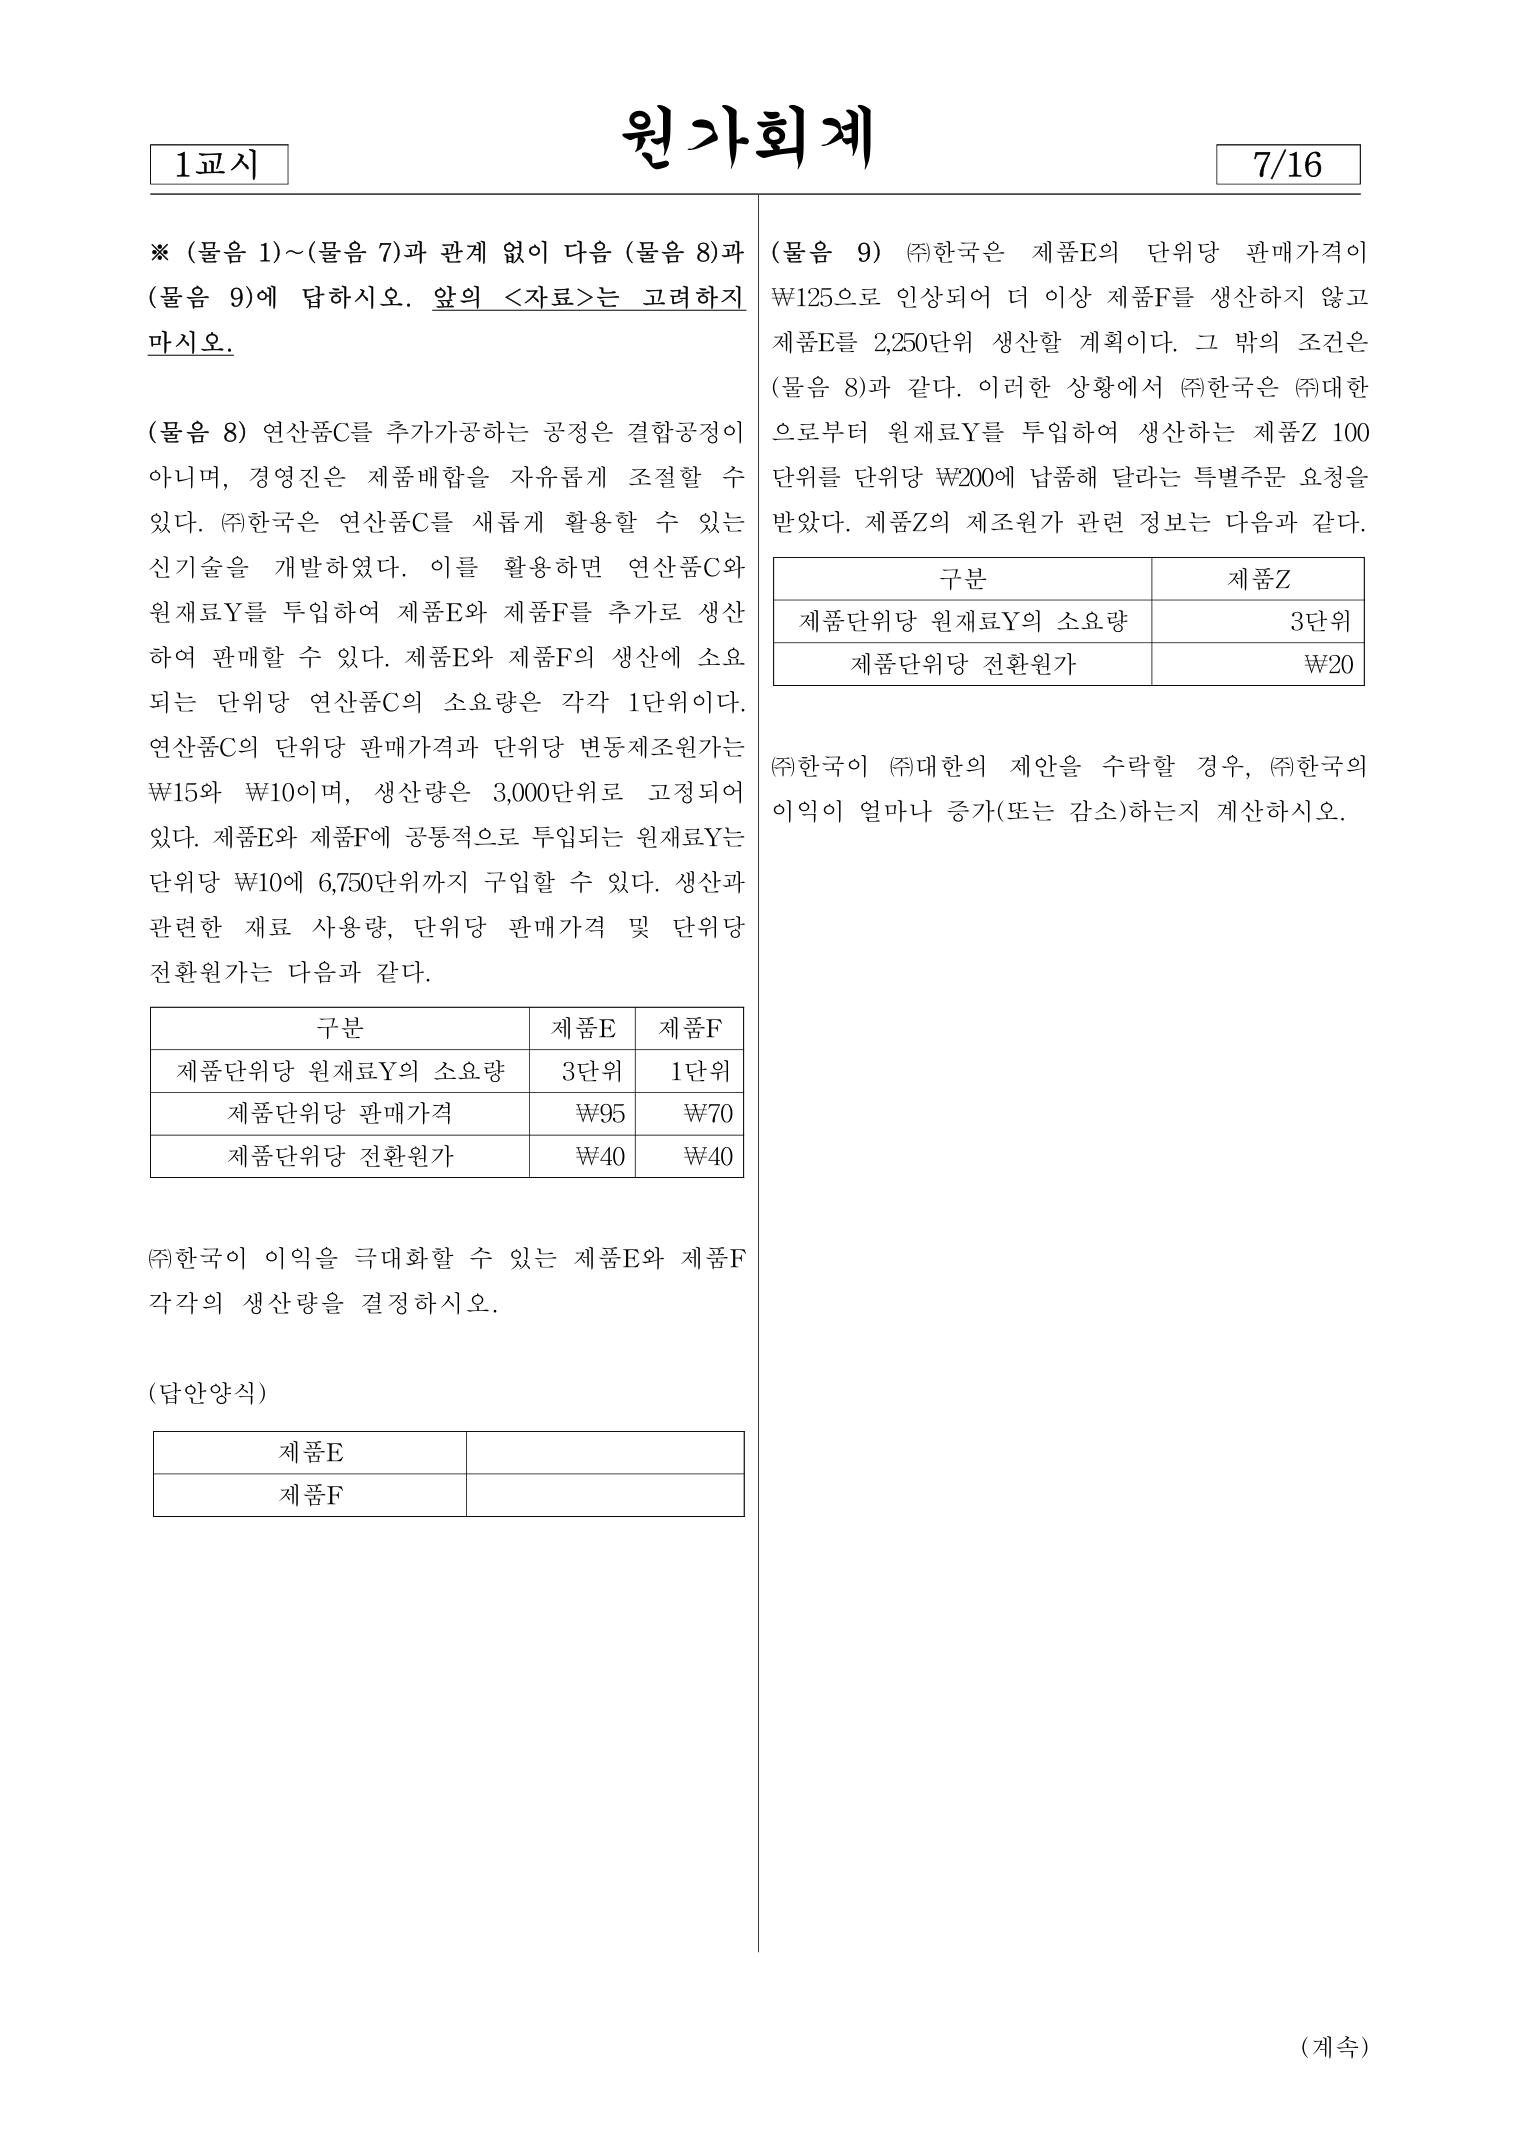 원가회계
1교시
7/16
※ (물음 1)~(물음 7)과 관계 없이 다음 (물음 8)과
(물음 9)에 답하시오. 앞의 <자료>는 고려하지
마시오.
(물음 8) 연산품C를 추가가공하는 공정은 결합공정이
아니며, 경영진은 제품배합을 자유롭게 조절할 수
있다. ㈜한국은 연산품C를 새롭게 활용할 수 있는
신기술을 개발하였다. 이를 활용하면 연산품C와
원재료Y를 투입하여 제품E와 제품F를 추가로 생산
하여 판매할 수 있다. 제품E와 제품F의 생산에 소요
되는 단위당 연산품C의 소요량은 각각 1단위이다.
연산품C의 단위당 판매가격과 단위당 변동제조원가는
₩15와 ₩10이며, 생산량은 3,000단위로 고정되어
있다. 제품E와 제품F에 공통적으로 투입되는 원재료Y는
단위당 ₩10에 6,750단위까지 구입할 수 있다. 생산과
관련한 재료 사용량, 단위당 판매가격 및 단위당
전환원가는 다음과 같다.
구분 제품E 제품F
제품단위당 원재료Y의 소요량 3단위 1단위
제품단위당 판매가격 ₩95 ₩70
제품단위당 전환원가 ₩40 ₩40
㈜한국이 이익을 극대화할 수 있는 제품E와 제품F
각각의 생산량을 결정하시오.
(답안양식)
제품E
제품F
(물음 9) ㈜한국은 제품E의 단위당 판매가격이
₩125으로 인상되어 더 이상 제품F를 생산하지 않고
제품E를 2,250단위 생산할 계획이다. 그 밖의 조건은
(물음 8)과 같다. 이러한 상황에서 ㈜한국은 ㈜대한
으로부터 원재료Y를 투입하여 생산하는 제품Z 100
단위를 단위당 ₩200에 납품해 달라는 특별주문 요청을
받았다. 제품Z의 제조원가 관련 정보는 다음과 같다.
구분 제품Z
제품단위당 원재료Y의 소요량 3단위
제품단위당 전환원가 ₩20
㈜한국이 ㈜대한의 제안을 수락할 경우, ㈜한국의
이익이 얼마나 증가(또는 감소)하는지 계산하시오.
(계속)